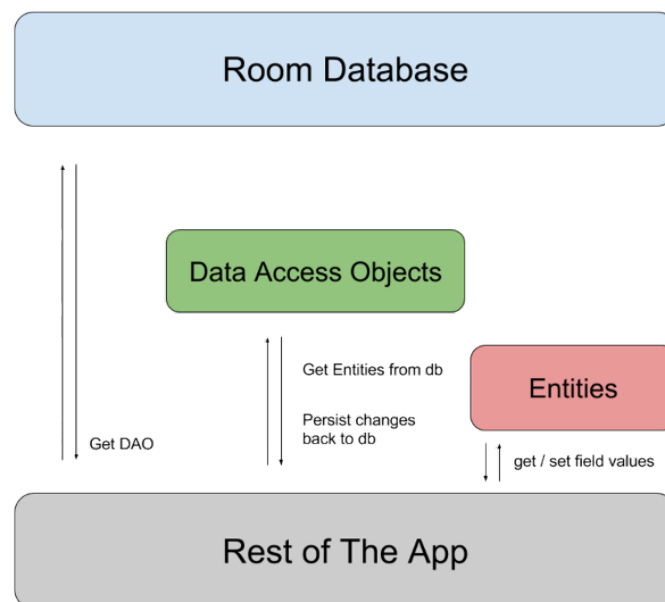 Room Database
Data Access Objects
Get Entities from db
Entities
Persist changes
back to db
Get DAO
get / set field values
Rest of The App